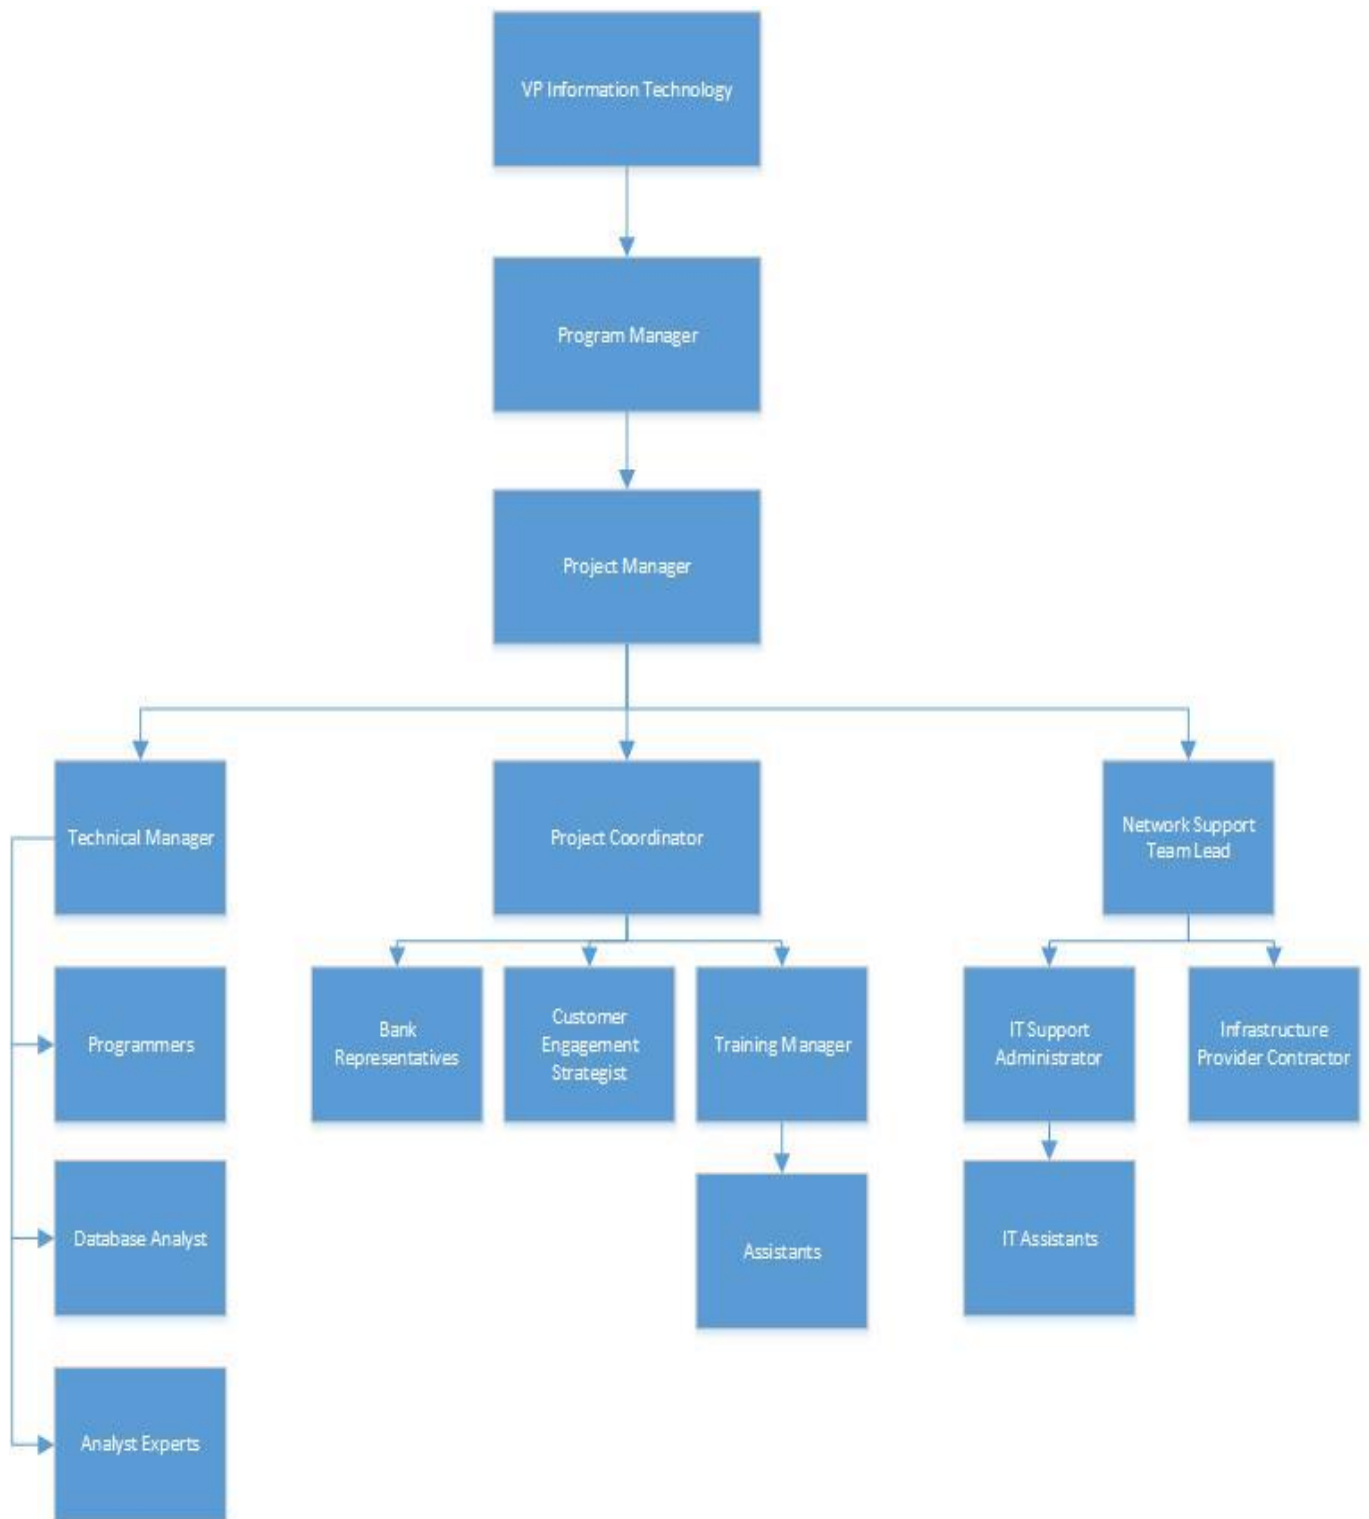 VP Information Technology
Program Manager
Project Manager
Technical Manager
Project Coordinator
Network Support
Team Lead
Programmers
Bank
Representatives
Customer
Engagement
Strategist
Training Manager
IT Support
Administrator
Infrastructure
Provider Contractor
Database Analyst
Assistants
IT Assistants
Analyst Experts